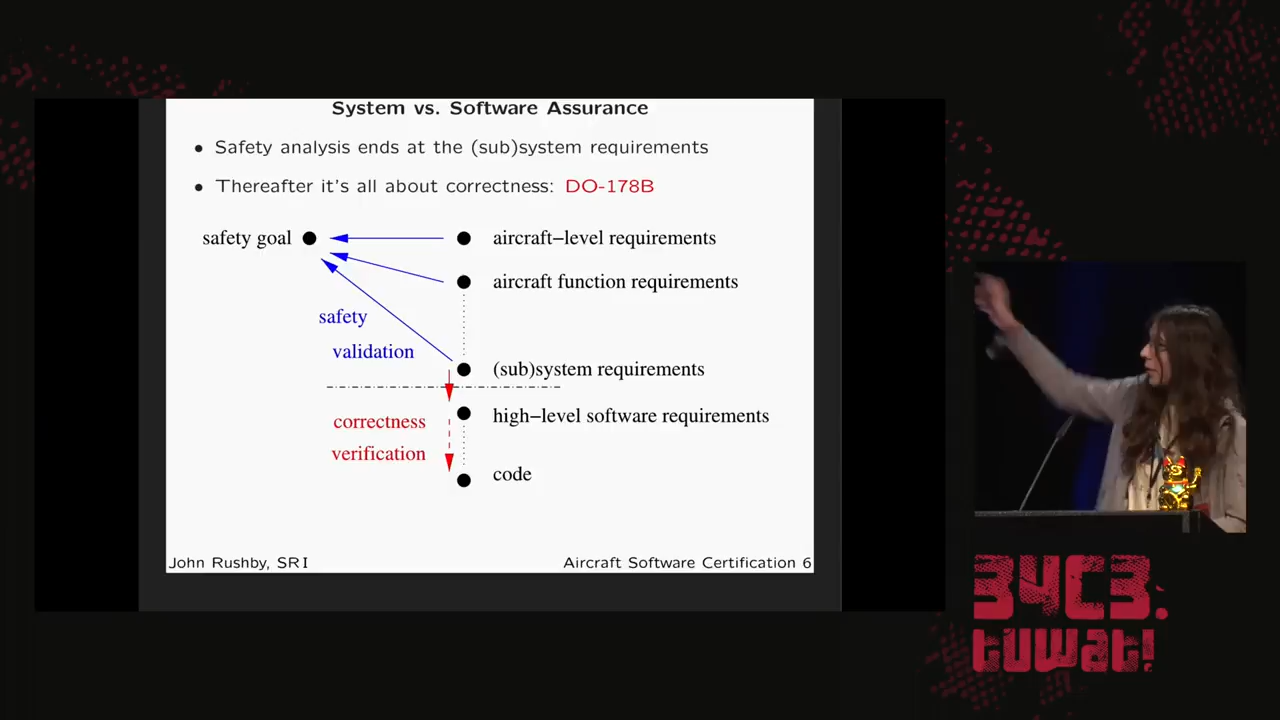 System vs. Software Assurance
• Safety analysis ends at the (sub)system requirements
• Thereafter it's all about correctness: DO-178B
safety goal
aircraft−level requirements
aircraft function requirements
safety
validation
(sub)system requirements
high−level software requirements
correctness
verification
code
John Rushby, SRI
Aircraft Software Certification 6
34C3.
tuwat!